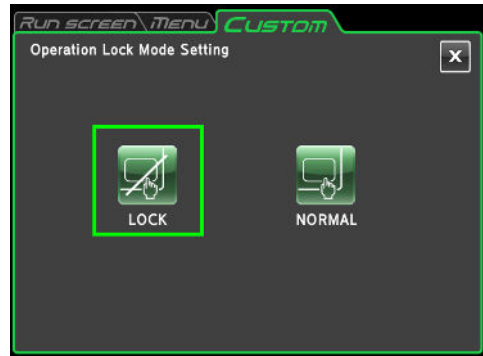 Run screen\Menu\Custom
Operation Lock Mode Setting
x
LOCK NORMAL